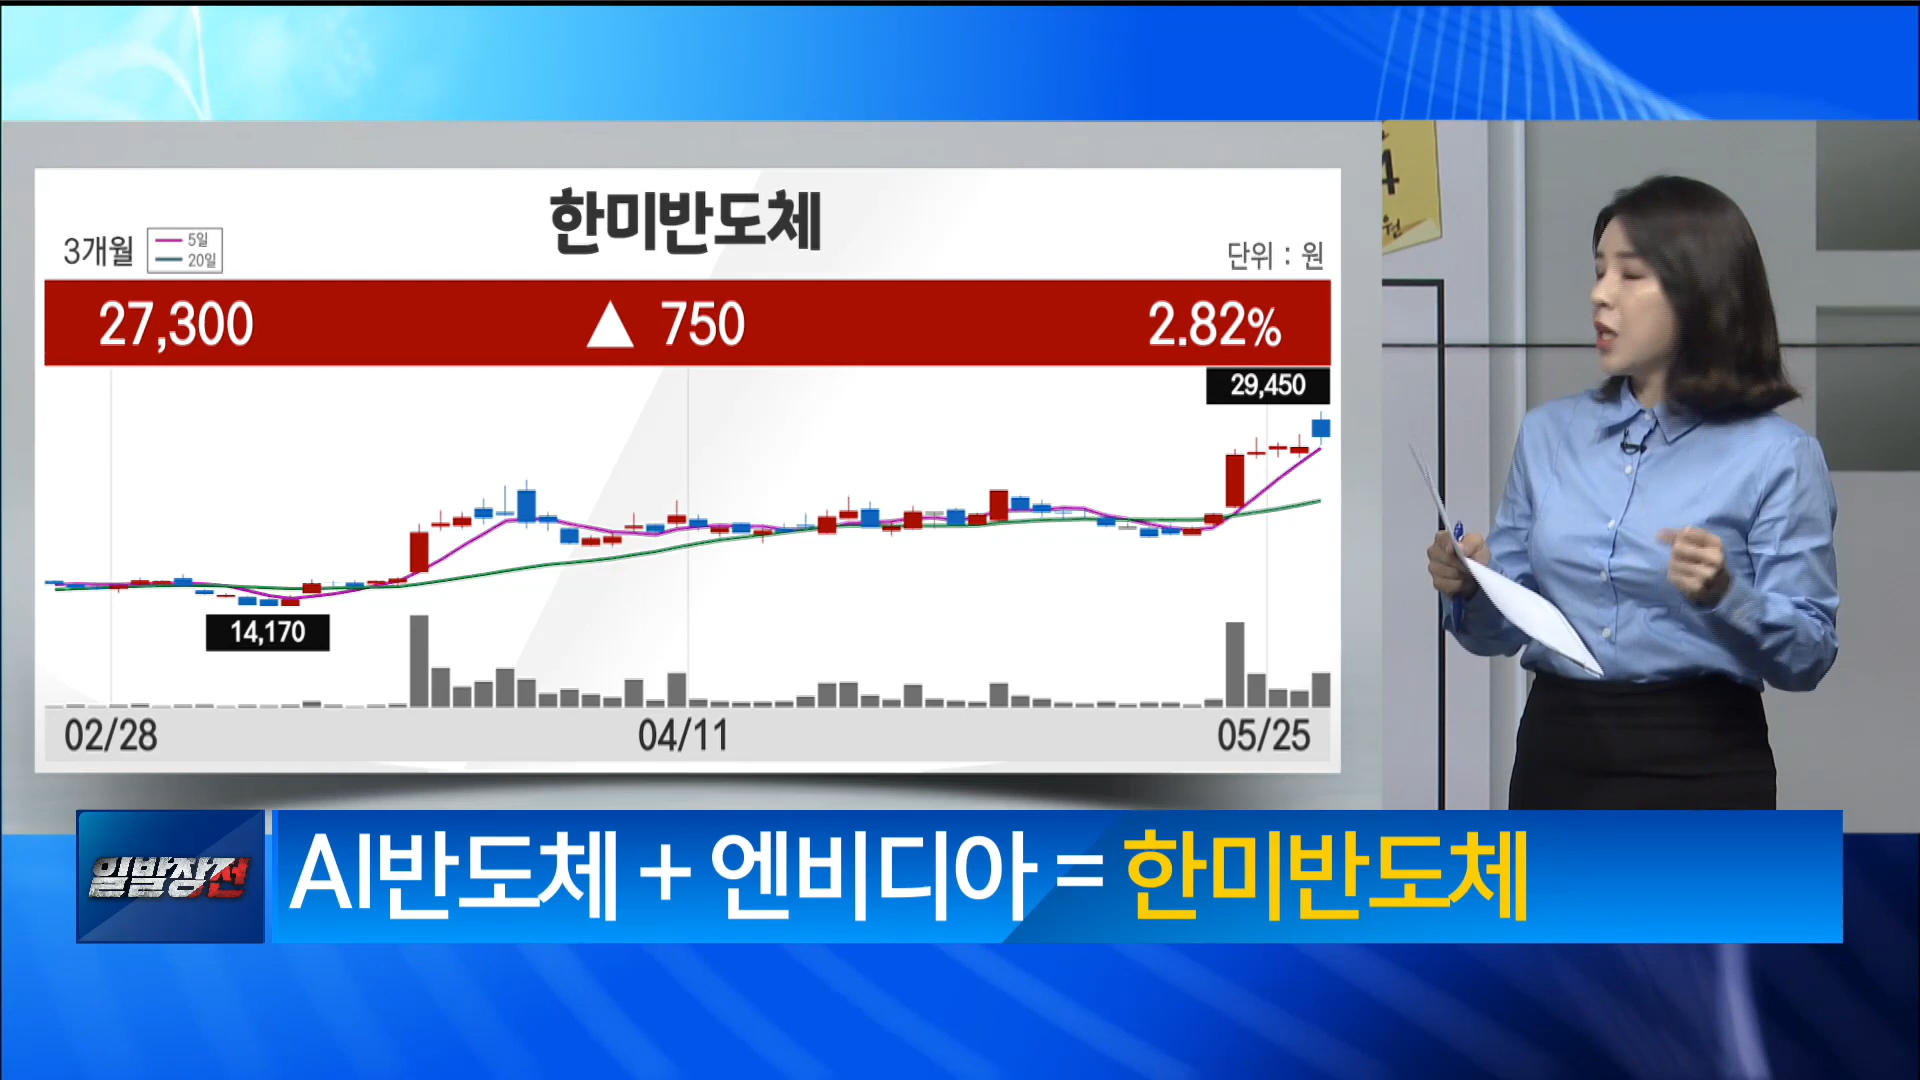 한미반도체
3개월
5일
20일
단위 : 원
27,300 ▲ 750 2.82%
29,450
14,170
02/28 04/11 05/25
4
원
일발장전
AI반도체 + 엔비디아 = 한미반도체